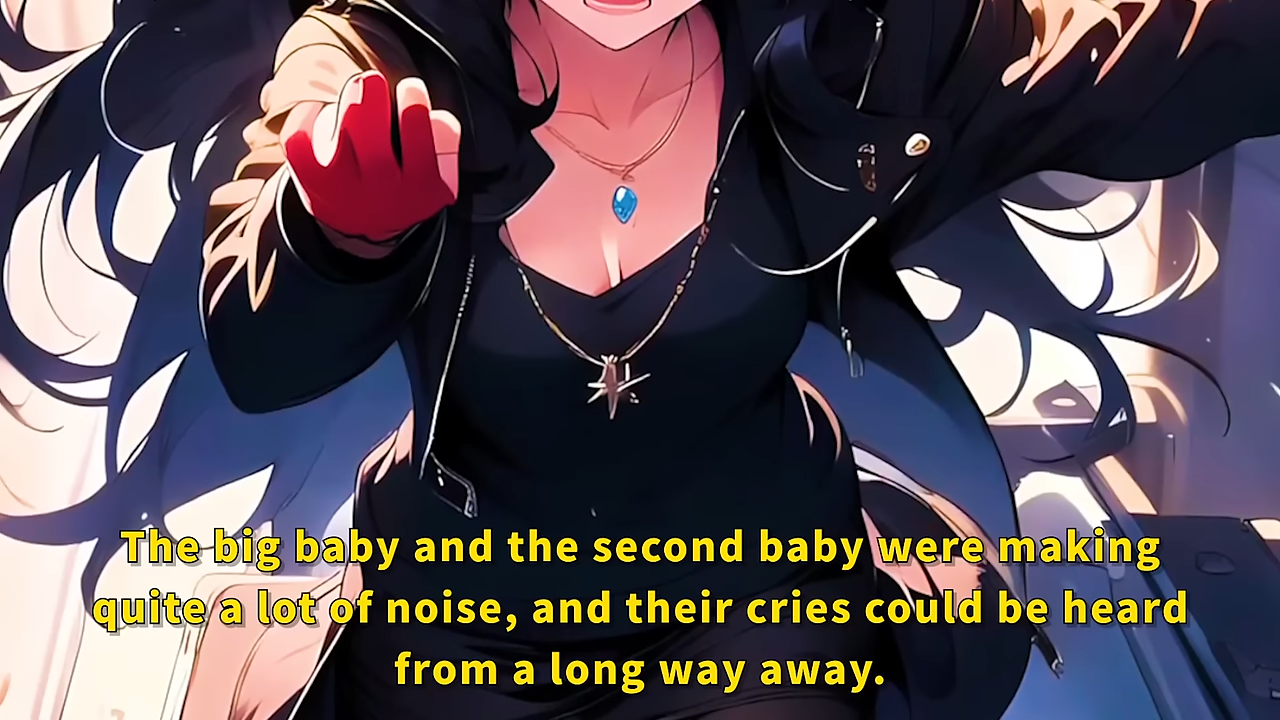 The big baby and the second baby were making
quite a lot of noise, and their cries could be heard
from a long way away.